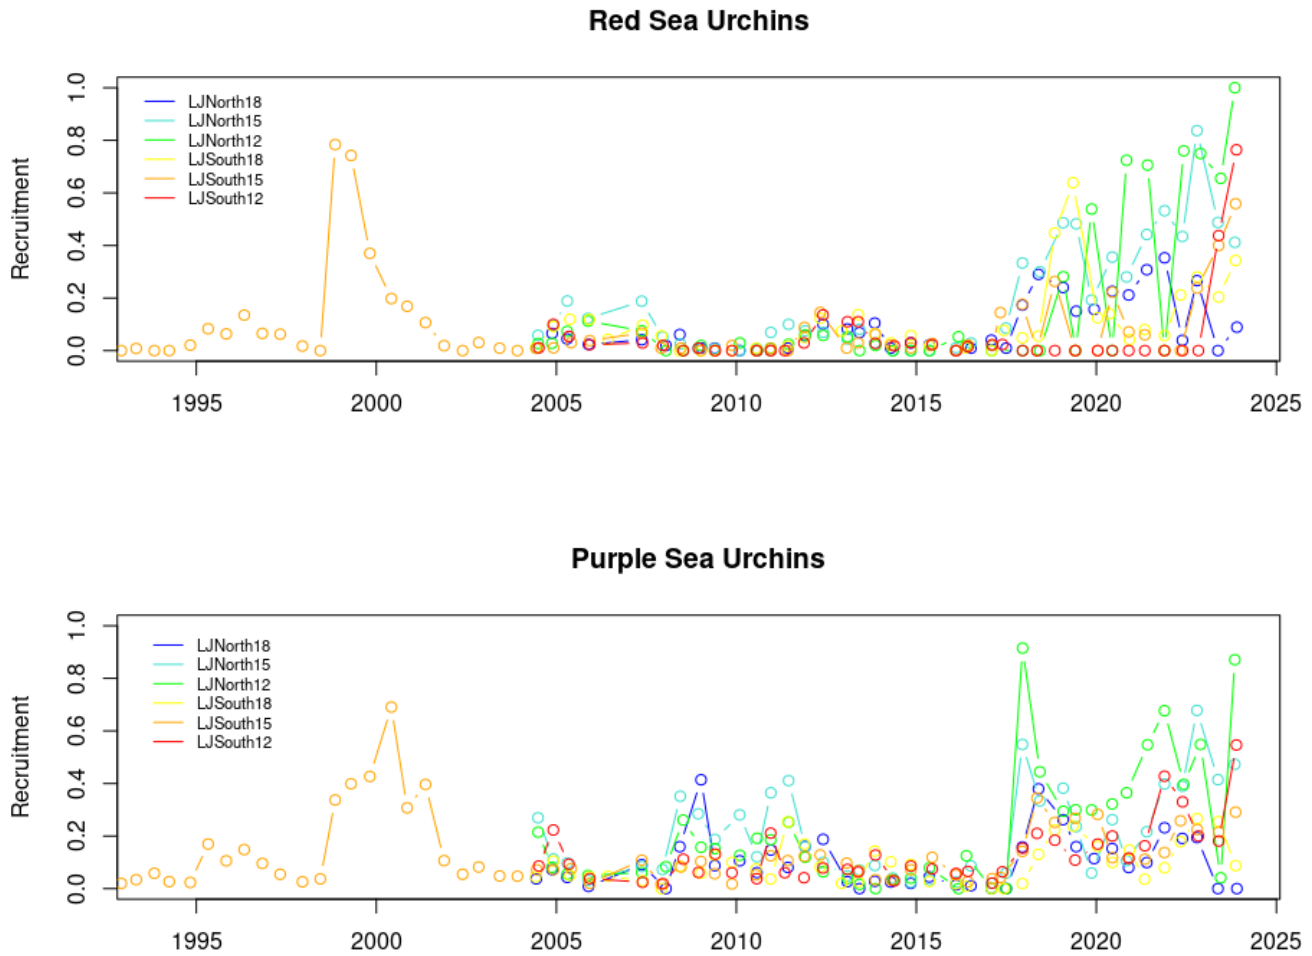 Red Sea Urchins
Recruitment
1.0
0.8
0.6
0.4
0.2
0.0
LJNorth18
LJNorth15
LJNorth12
LJSouth18
LJSouth15
LJSouth12
1995 2000 2005 2010 2015 2020 2025
Purple Sea Urchins
Recruitment
1.0
0.8
0.6
0.4
0.2
0.0
LJNorth18
LJNorth15
LJNorth12
LJSouth18
LJSouth15
LJSouth12
1995 2000 2005 2010 2015 2020 2025